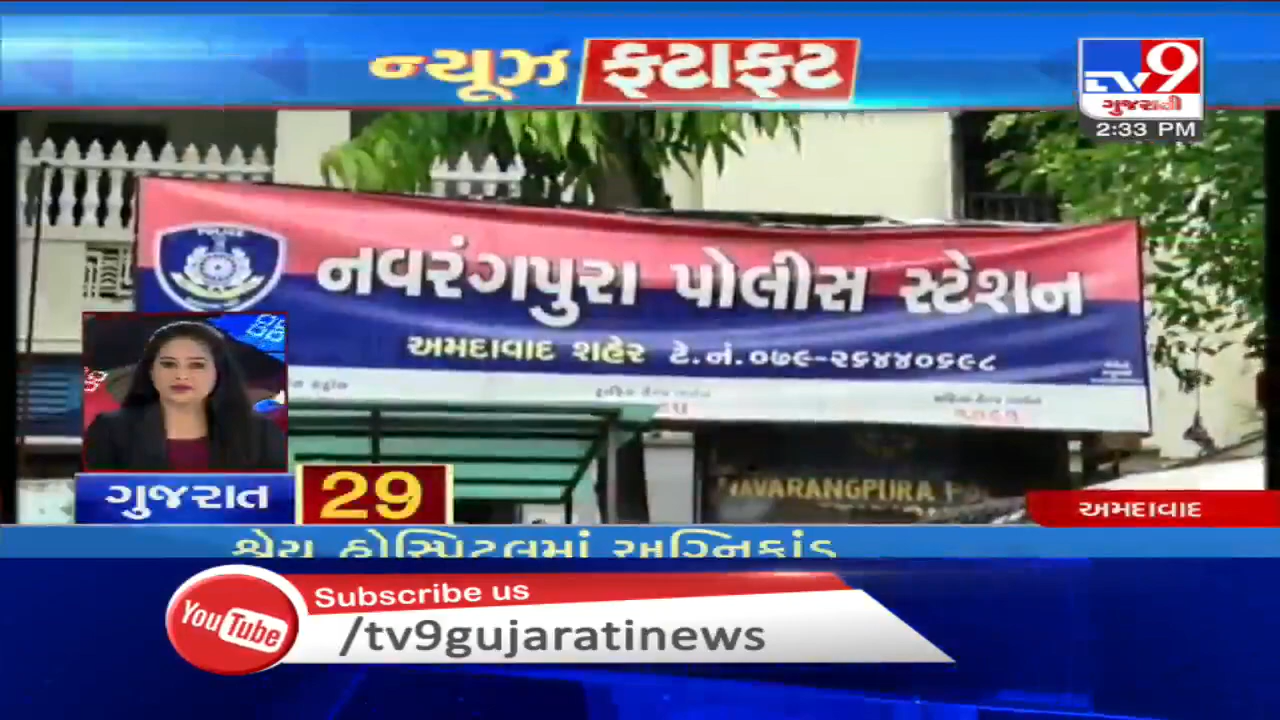 ન્યૂઝ ફટાફટ
TV9
ગુજરાતી
2:33 PM
POLICE
નવરંગપુરા પોલીસ સ્ટેશન
અમદાવાદ શહેર ટે.નં.૦૭૯-૨૬૪૪૦૬૯૮
NAVARANGPURA
ગુજરાત 29
અમદાવાદ
શ્રેય હોસ્પિટલમાં અગ્નિકાંડ
YouTube
Subscribe us
/tv9gujaratinews